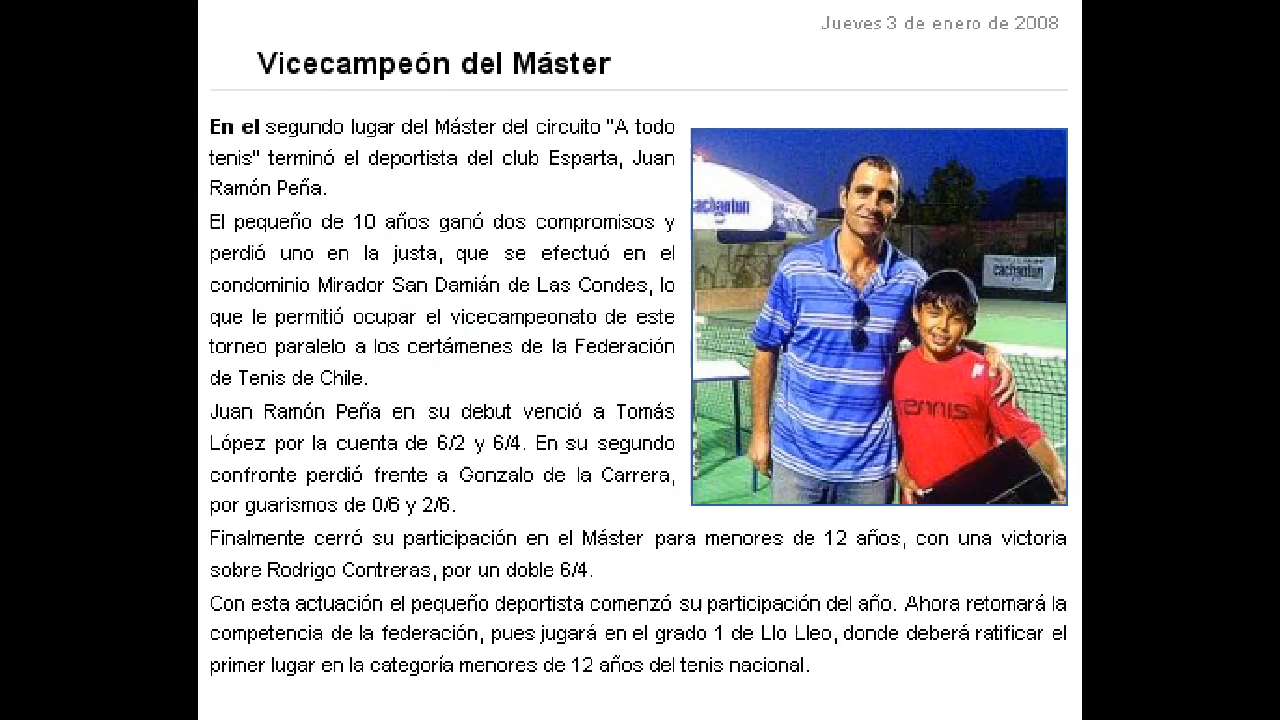 Jueves 3 de enero de 2008
Vicecampeón del Máster
En el segundo lugar del Máster del circuito "A todo
tenis" terminó el deportista del club Esparta, Juan
Ramón Peña.
El pequeño de 10 años ganó dos compromisos y
perdió uno en la justa, que se efectuó en el
condominio Mirador San Damián de Las Condes, lo
que le permitió ocupar el vicecampeonato de este
torneo paralelo a los certámenes de la Federación
de Tenis de Chile.
Juan Ramón Peña en su debut venció a Tomás
López por la cuenta de 6/2 y 6/4. En su segundo
confronte perdió frente a Gonzalo de la Carrera,
por guarismos de 0/6 y 2/6.
Finalmente cerró su participación en el Máster para menores de 12 años, con una victoria
sobre Rodrigo Contreras, por un doble 6/4.
Con esta actuación el pequeño deportista comenzó su participación del año. Ahora retomará la
competencia de la federación, pues jugará en el grado 1 de Llo Lleo, donde deberá ratificar el
primer lugar en la categoría menores de 12 años del tenis nacional.
cachantun
cachantun
tennis